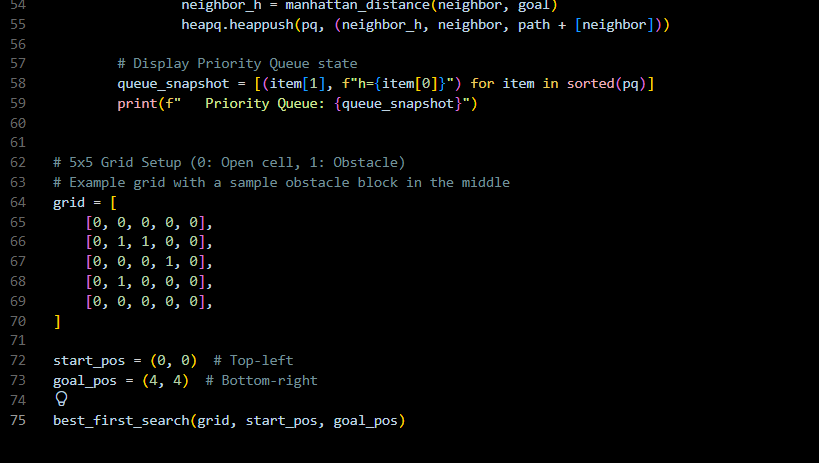 54                neighbor_h = manhattan_distance(neighbor, goal)
55                heapq.heappush(pq, (neighbor_h, neighbor, path + [neighbor]))
56
57        # Display Priority Queue state
58        queue_snapshot = [(item[1], f"h={item[0]}") for item in sorted(pq)]
59        print(f"   Priority Queue: {queue_snapshot}")
60
61
62 # 5x5 Grid Setup (0: Open cell, 1: Obstacle)
63 # Example grid with a sample obstacle block in the middle
64 grid = [
65     [0, 0, 0, 0, 0],
66     [0, 1, 1, 0, 0],
67     [0, 0, 0, 1, 0],
68     [0, 1, 0, 0, 0],
69     [0, 0, 0, 0, 0],
70 ]
71
72 start_pos = (0, 0)  # Top-left
73 goal_pos = (4, 4)  # Bottom-right
74
75 best_first_search(grid, start_pos, goal_pos)